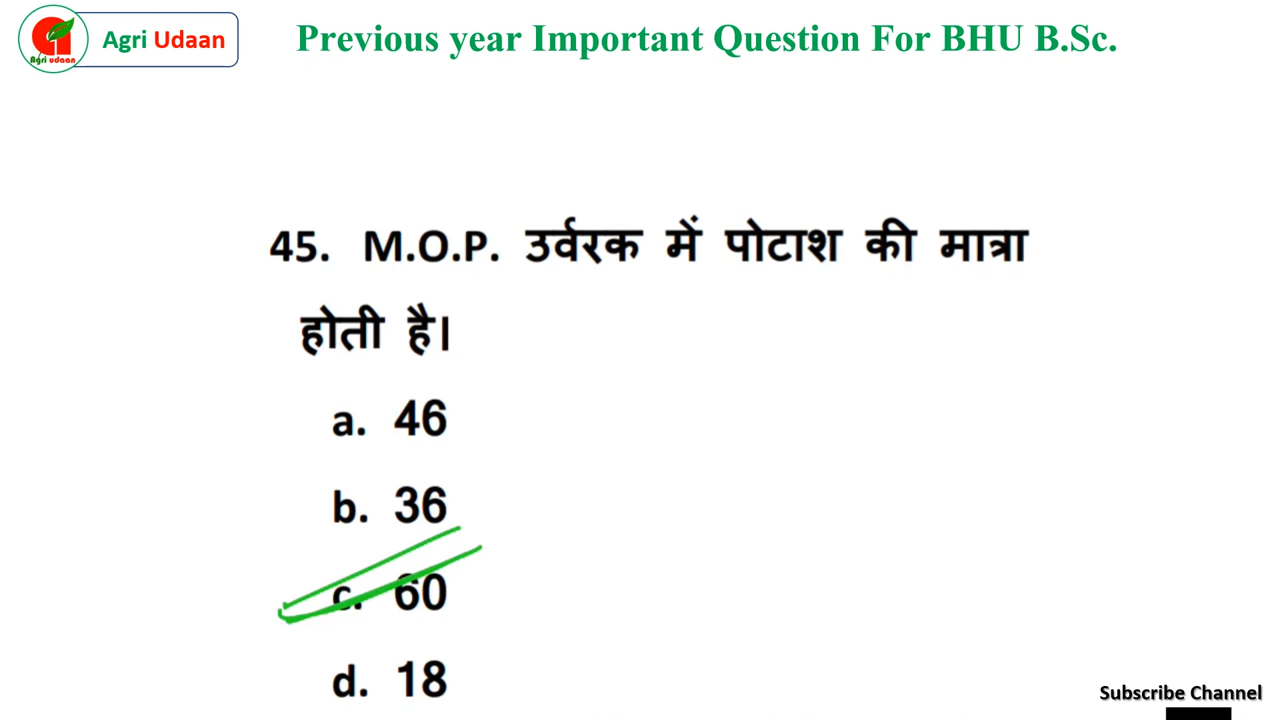 Agri Udaan
Agri udaan
Previous year Important Question For BHU B.Sc.
45. M.O.P. उर्वरक में पोटाश की मात्रा
होती है।
a. 46
b. 36
c. 60
d. 18
Subscribe Channel